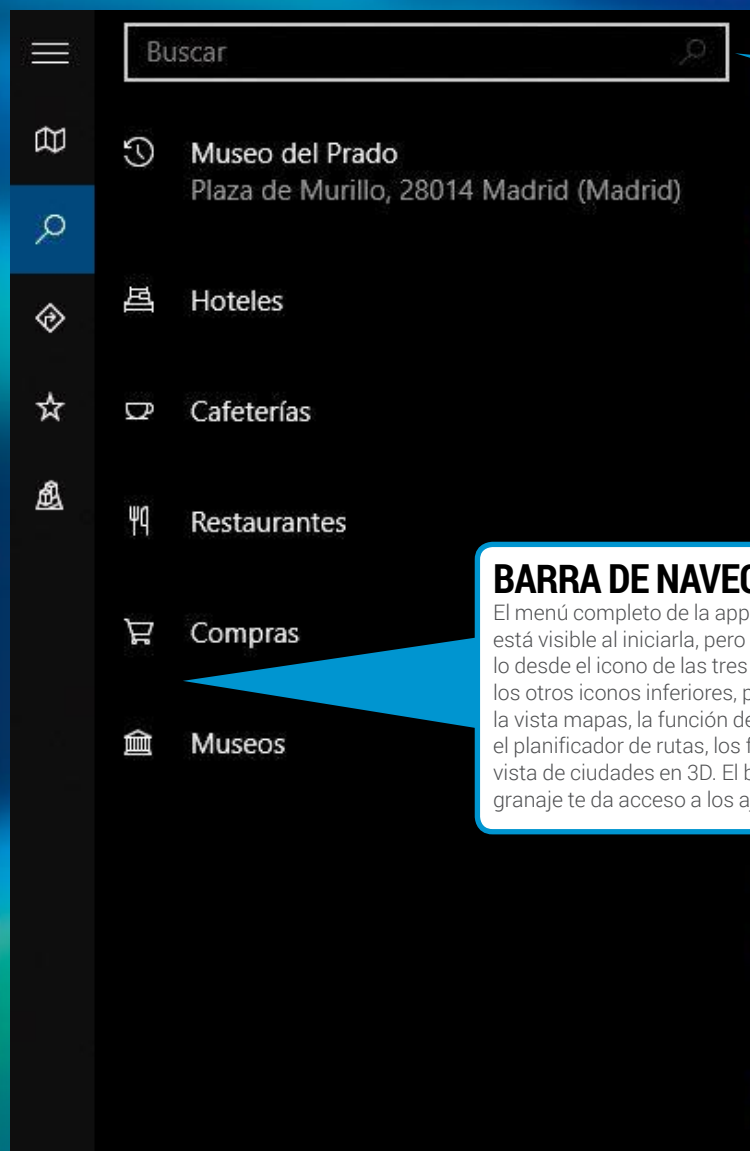 Buscar
Museo del Prado
Plaza de Murillo, 28014 Madrid (Madrid)
Hoteles
Cafeterías
Restaurantes
Compras
Museos
BARRA DE
El menú completo de la app
está visible al iniciarla, pero
lo desde el icono de las tres
los otros iconos inferiores,
la vista mapas, la función
el planificador de rutas, los
vista de ciudades en 3D. El
granaje te da acceso a los